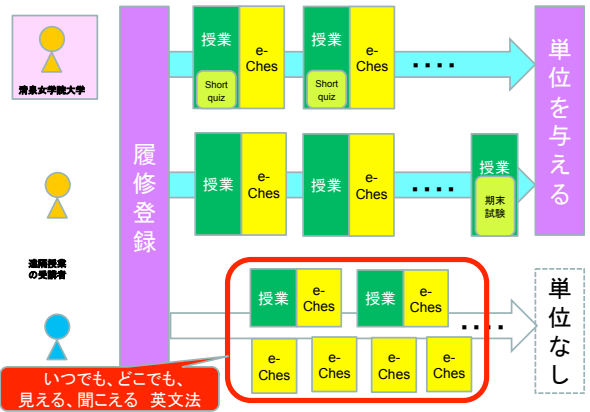 清泉女学院大学
履修登録
授業
e-
Ches
Short
quiz
授業
e-
Ches
Short
quiz
････
単位を与える
授業
e-
Ches
授業
e-
Ches
････
授業
期末
試験
遠隔授業
の受講者
授業
e-
Ches
授業
e-
Ches
････
単位なし
e-
Ches
e-
Ches
e-
Ches
e-
Ches
いつでも、どこでも、
見える、聞こえる 英文法